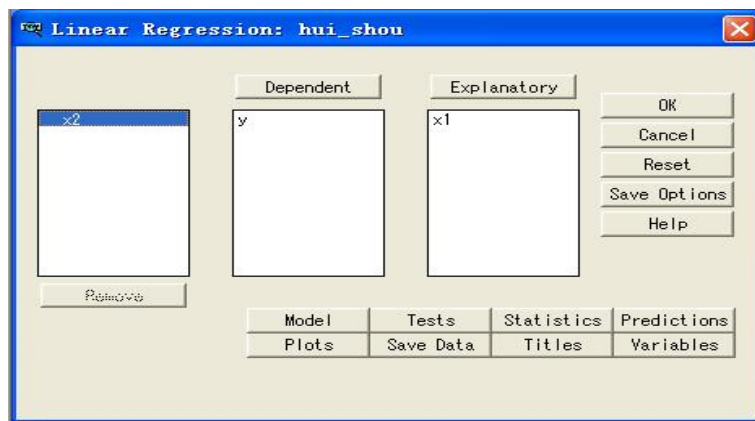 Linear Regression: hui_shou
Dependent
Explanatory
x2
y
x1
OK
Cancel
Reset
Save Options
Help
Remove
Model
Tests
Statistics
Predictions
Plots
Save Data
Titles
Variables